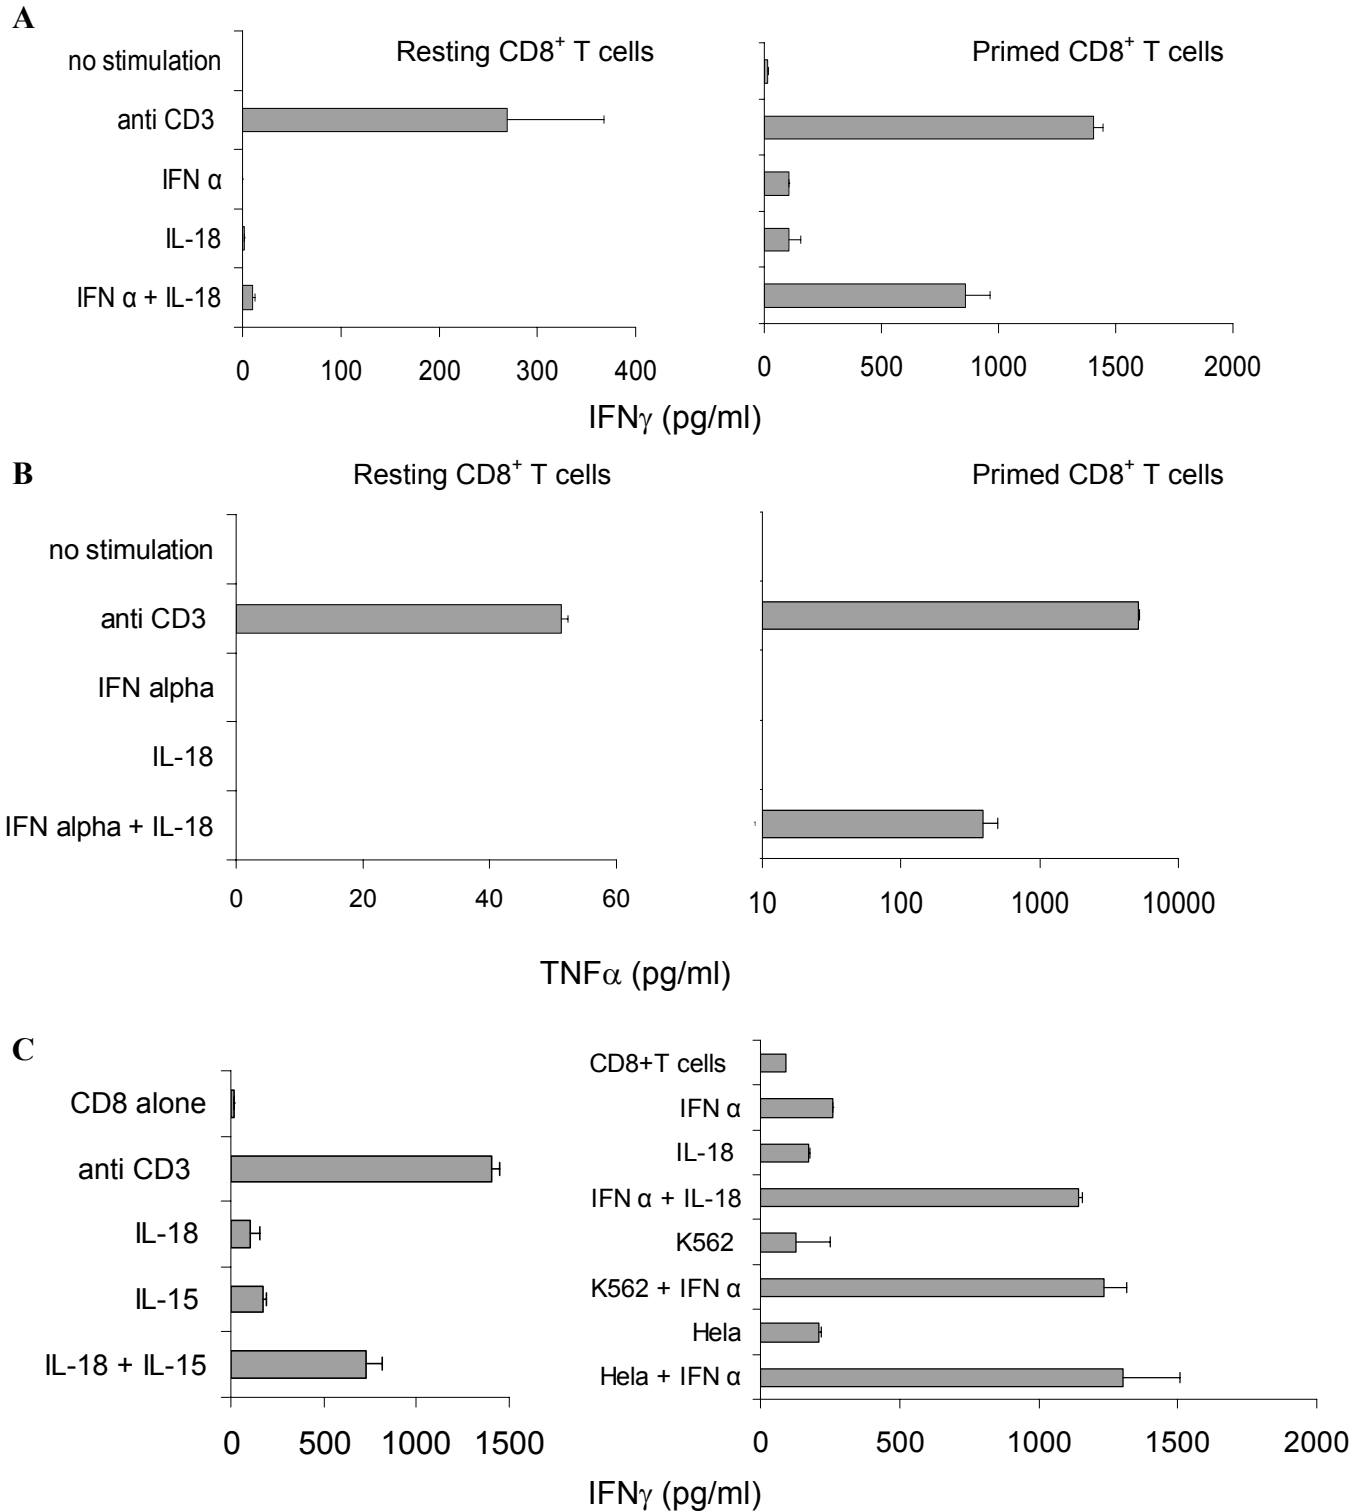 A
Resting CD8+ T cells
Primed CD8+ T cells
no stimulation
anti CD3
IFN α
IL-18
IFN α + IL-18
0 100 200 300 400
0 500 1000 1500 2000
IFNγ (pg/ml)
B
Resting CD8+ T cells
Primed CD8+ T cells
no stimulation
anti CD3
IFN alpha
IL-18
IFN alpha + IL-18
0 20 40 60
10 100 1000 10000
TNFα (pg/ml)
C
CD8 alone
anti CD3
IL-18
IL-15
IL-18 + IL-15
0 500 1000 1500
CD8+T cells
IFN α
IL-18
IFN α + IL-18
K562
K562 + IFN α
Hela
Hela + IFN α
0 500 1000 1500 2000
IFNγ (pg/ml)